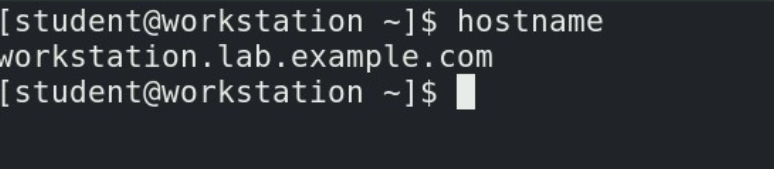 [student@workstation ~]$ hostname
workstation.lab.example.com
[student@workstation ~]$